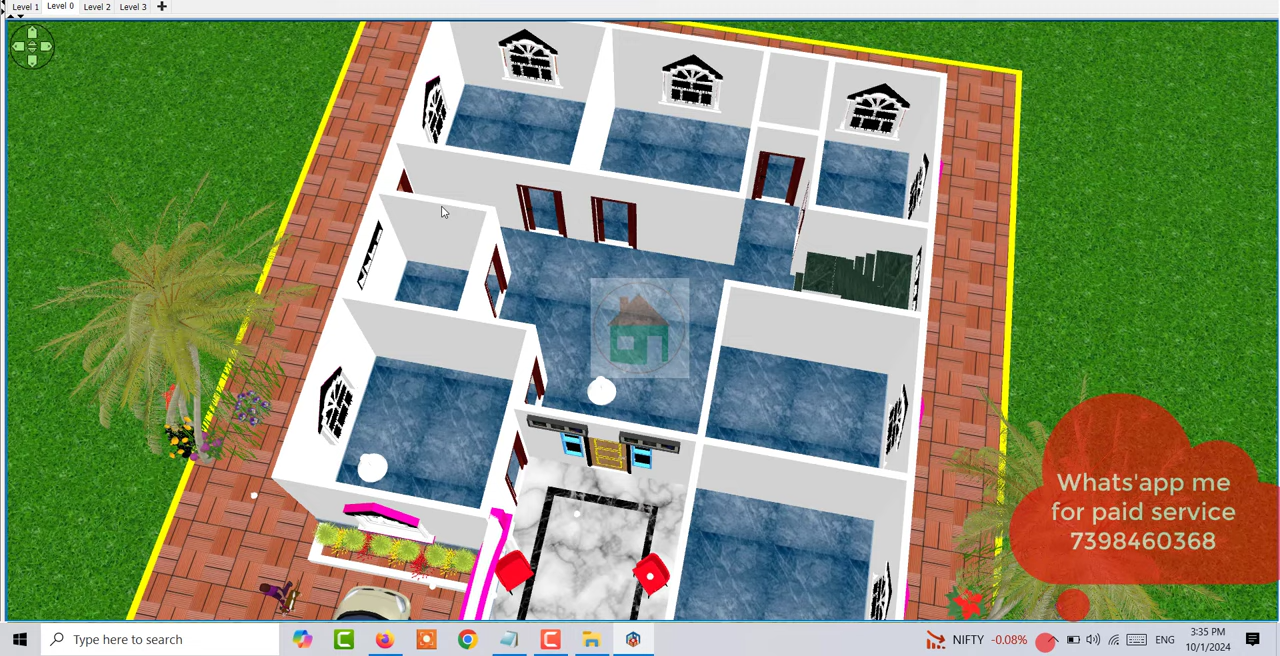 Level 1 Level 0 Level 2 Level 3
Whats'app me
for paid service
7398460368
Type here to search
NIFTY -0.08%
ENG
3:35 PM
10/1/2024